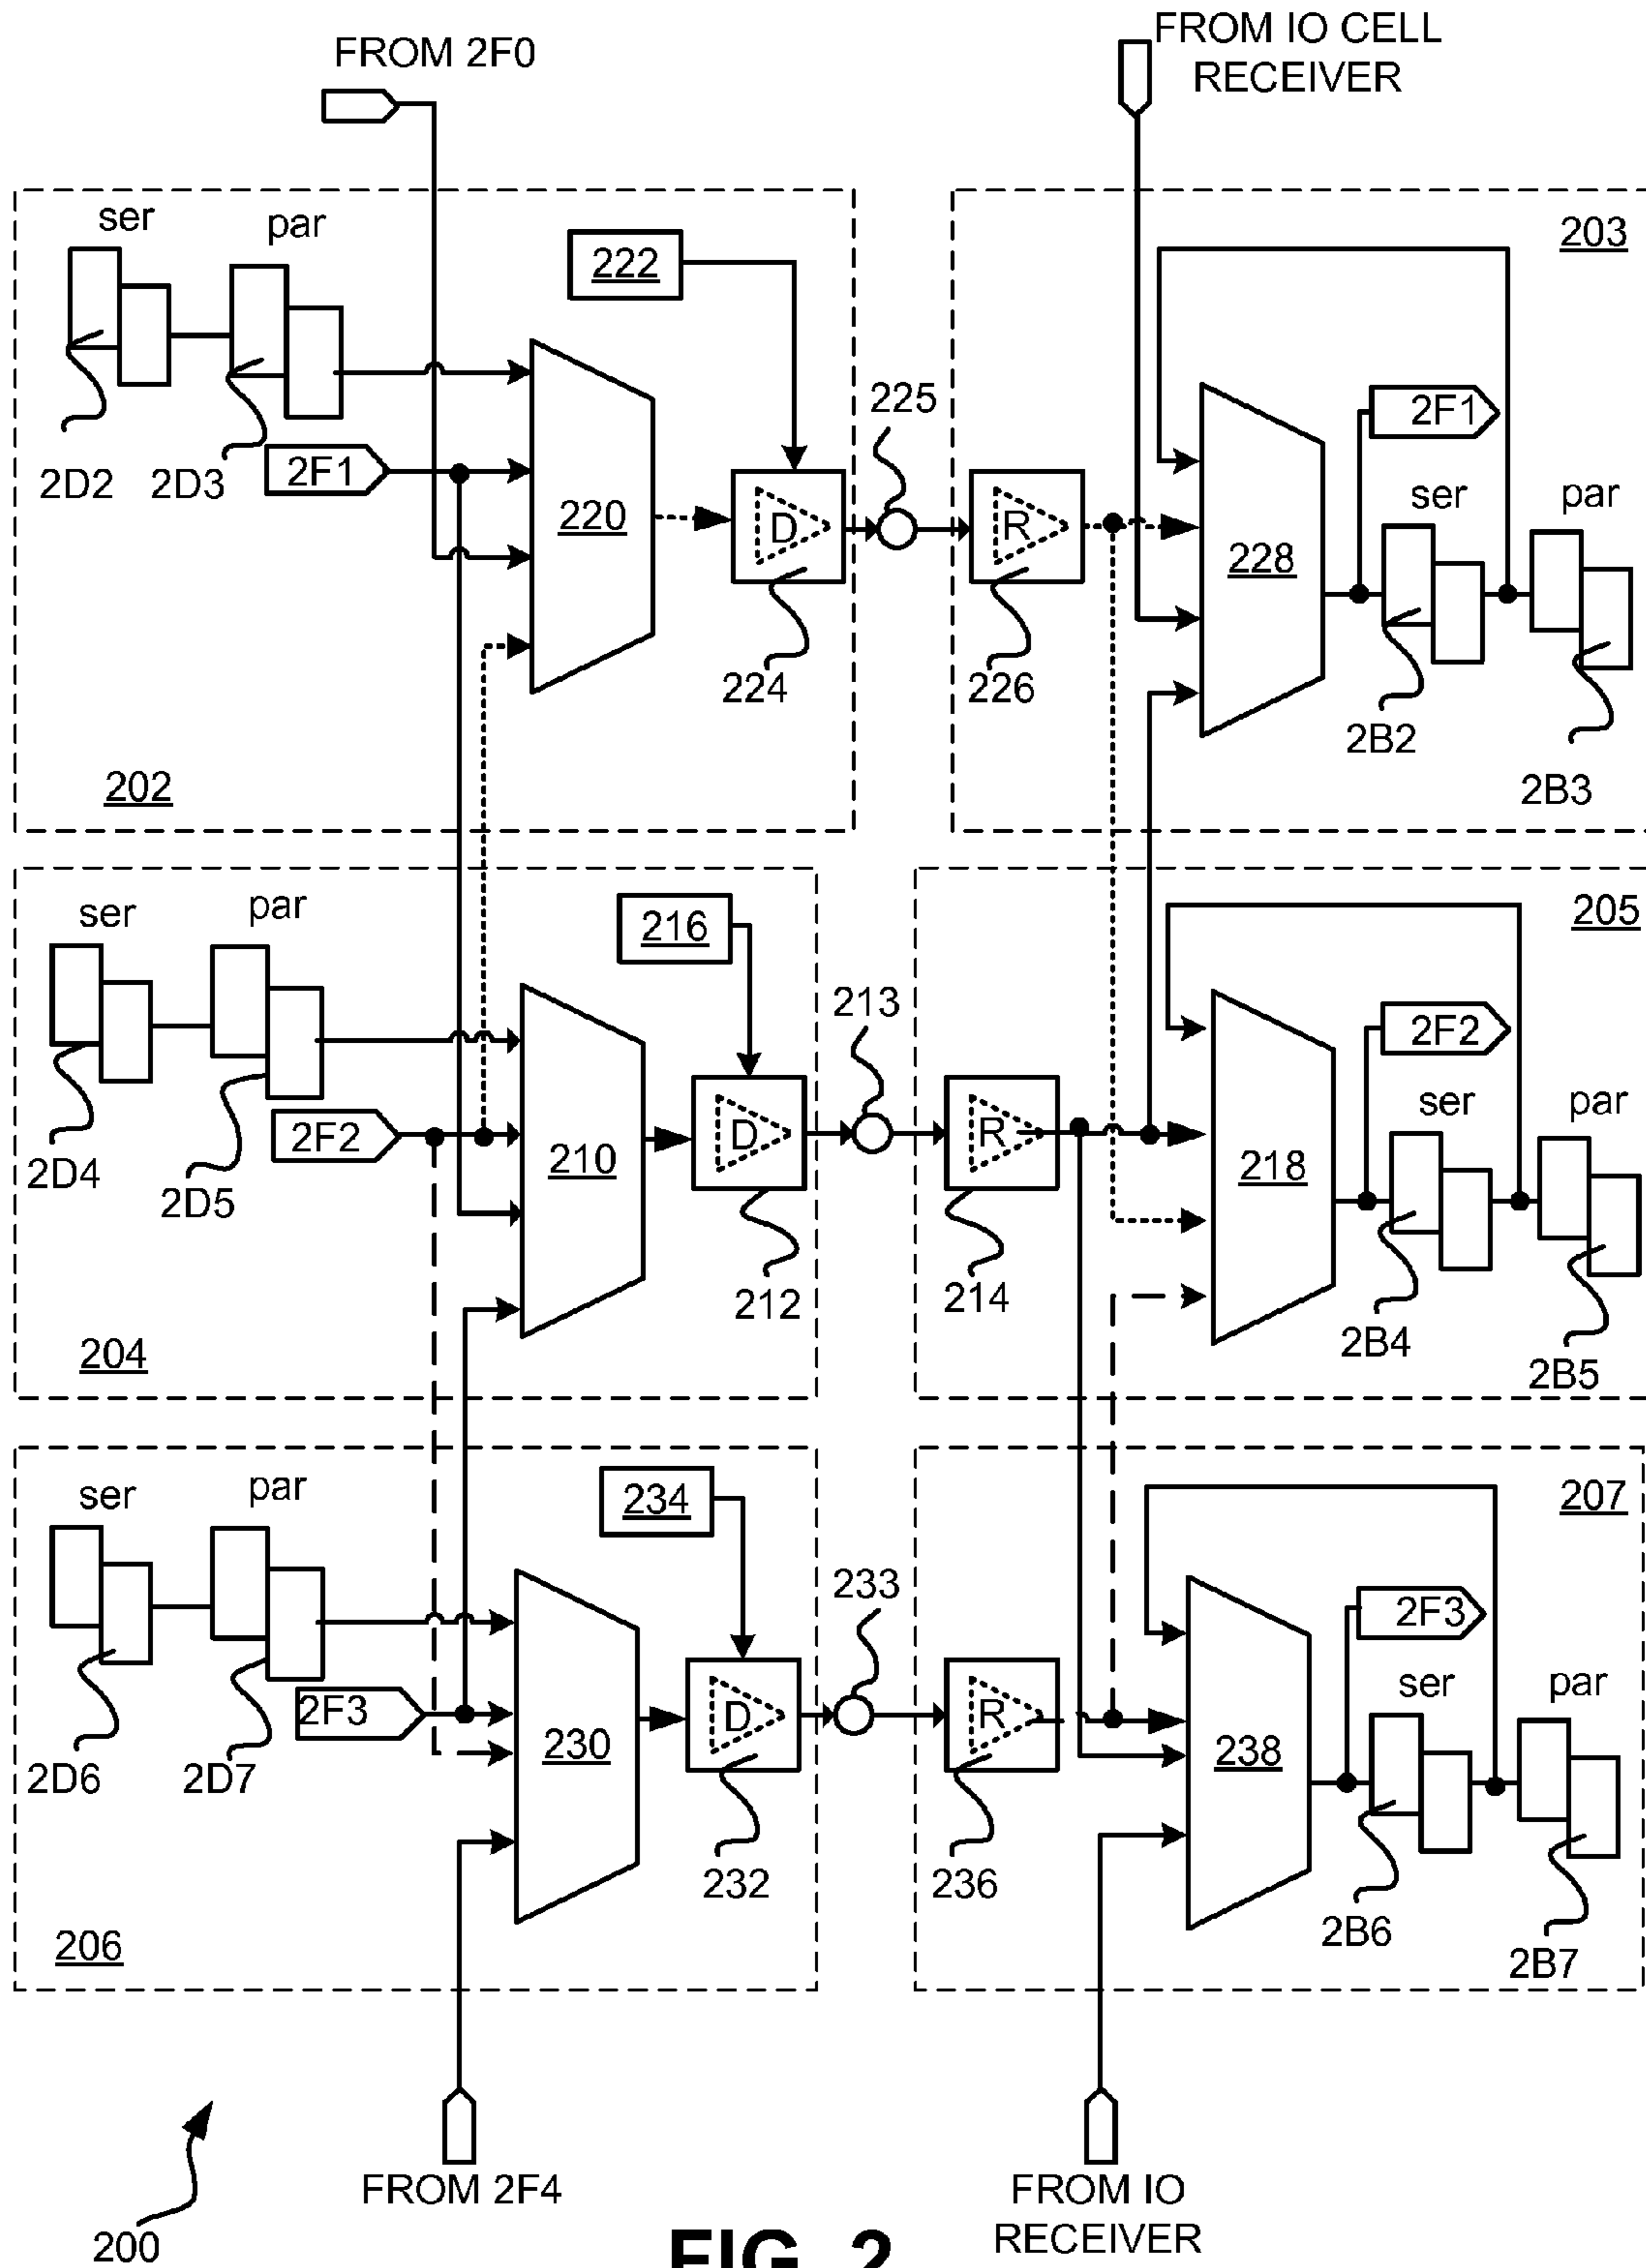 FROM 2F0
FROM IO CELL
RECEIVER
ser
par
222
203
2D2
2D3
2F1
220
D
225
R
228
2F1
ser
par
224
226
2B2
2B3
202
ser
par
216
205
213
2F2
2D4
2D5
2F2
210
D
R
218
ser
par
212
214
2B4
2B5
204
ser
par
234
207
233
2F3
2D6
2D7
2F3
230
D
R
238
ser
par
232
236
2B6
2B7
206
200
FROM 2F4
FROM IO
RECEIVER
FIG. 2